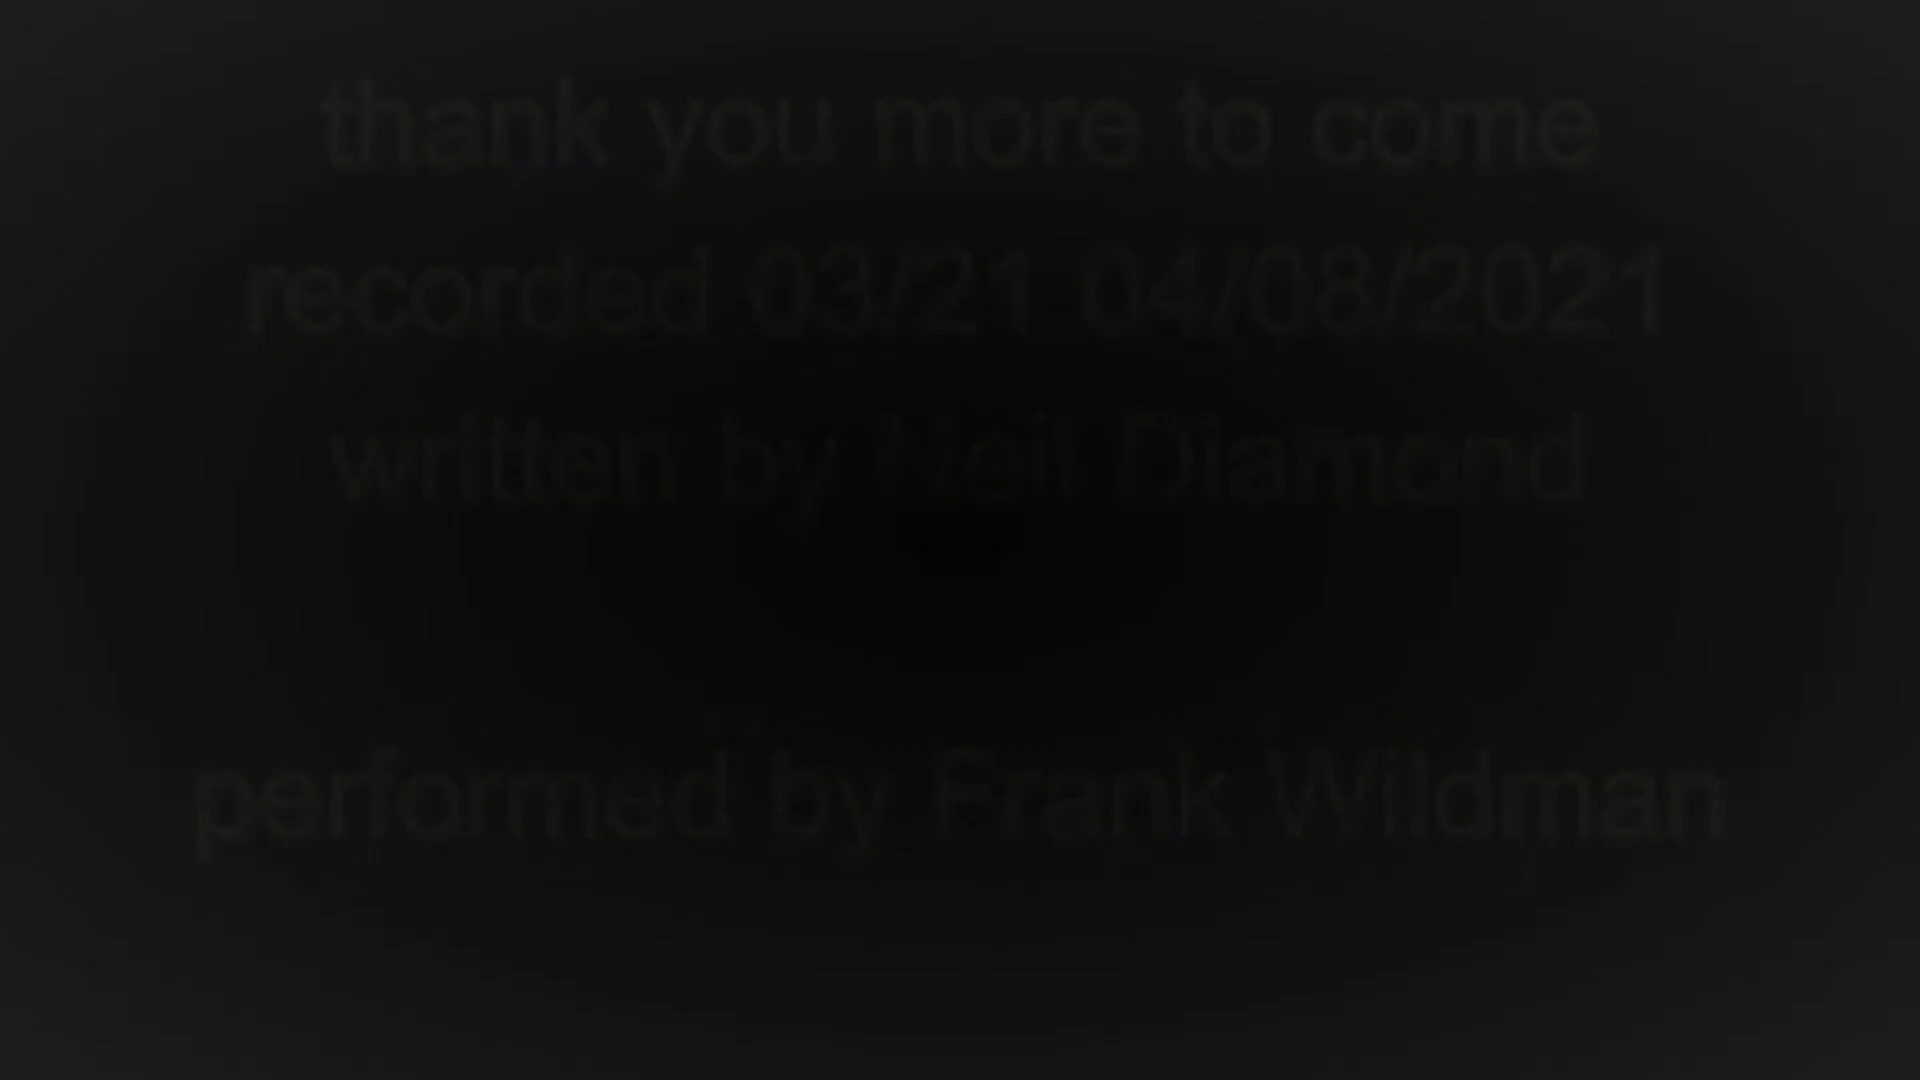 thank you more to come
recorded 03/21 04/08/2021
written by Neil Diamond
performed by Frank Wildman